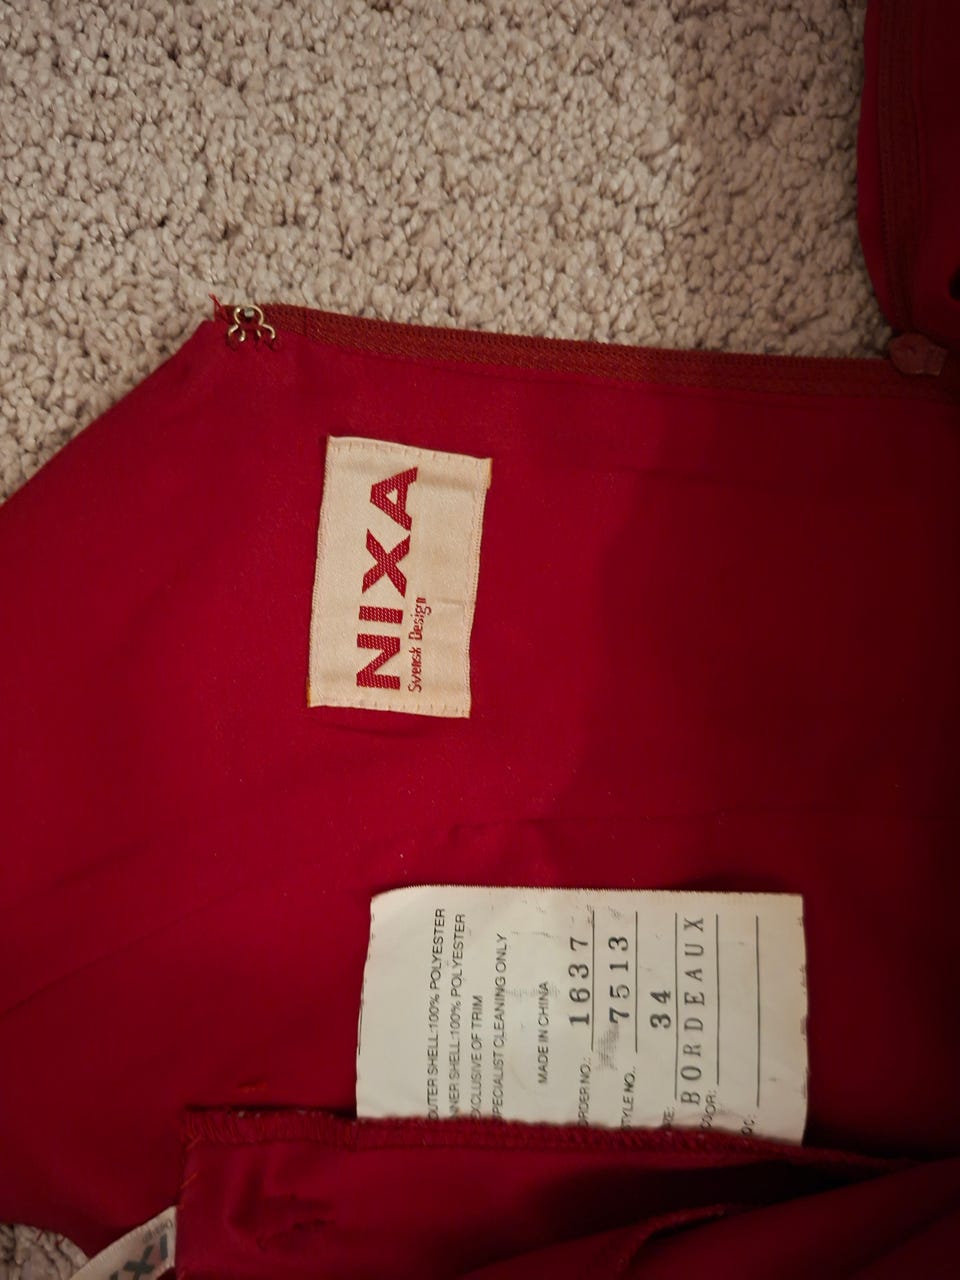 NIXA
Svensk Design
OUTER SHELL:100% POLYESTER
INNER SHELL:100% POLYESTER
EXCLUSIVE OF TRIM
SPECIALIST CLEANING ONLY
MADE IN CHINA
ORDER NO.: 1637
STYLE NO.: 7513
34
BORDEAUX